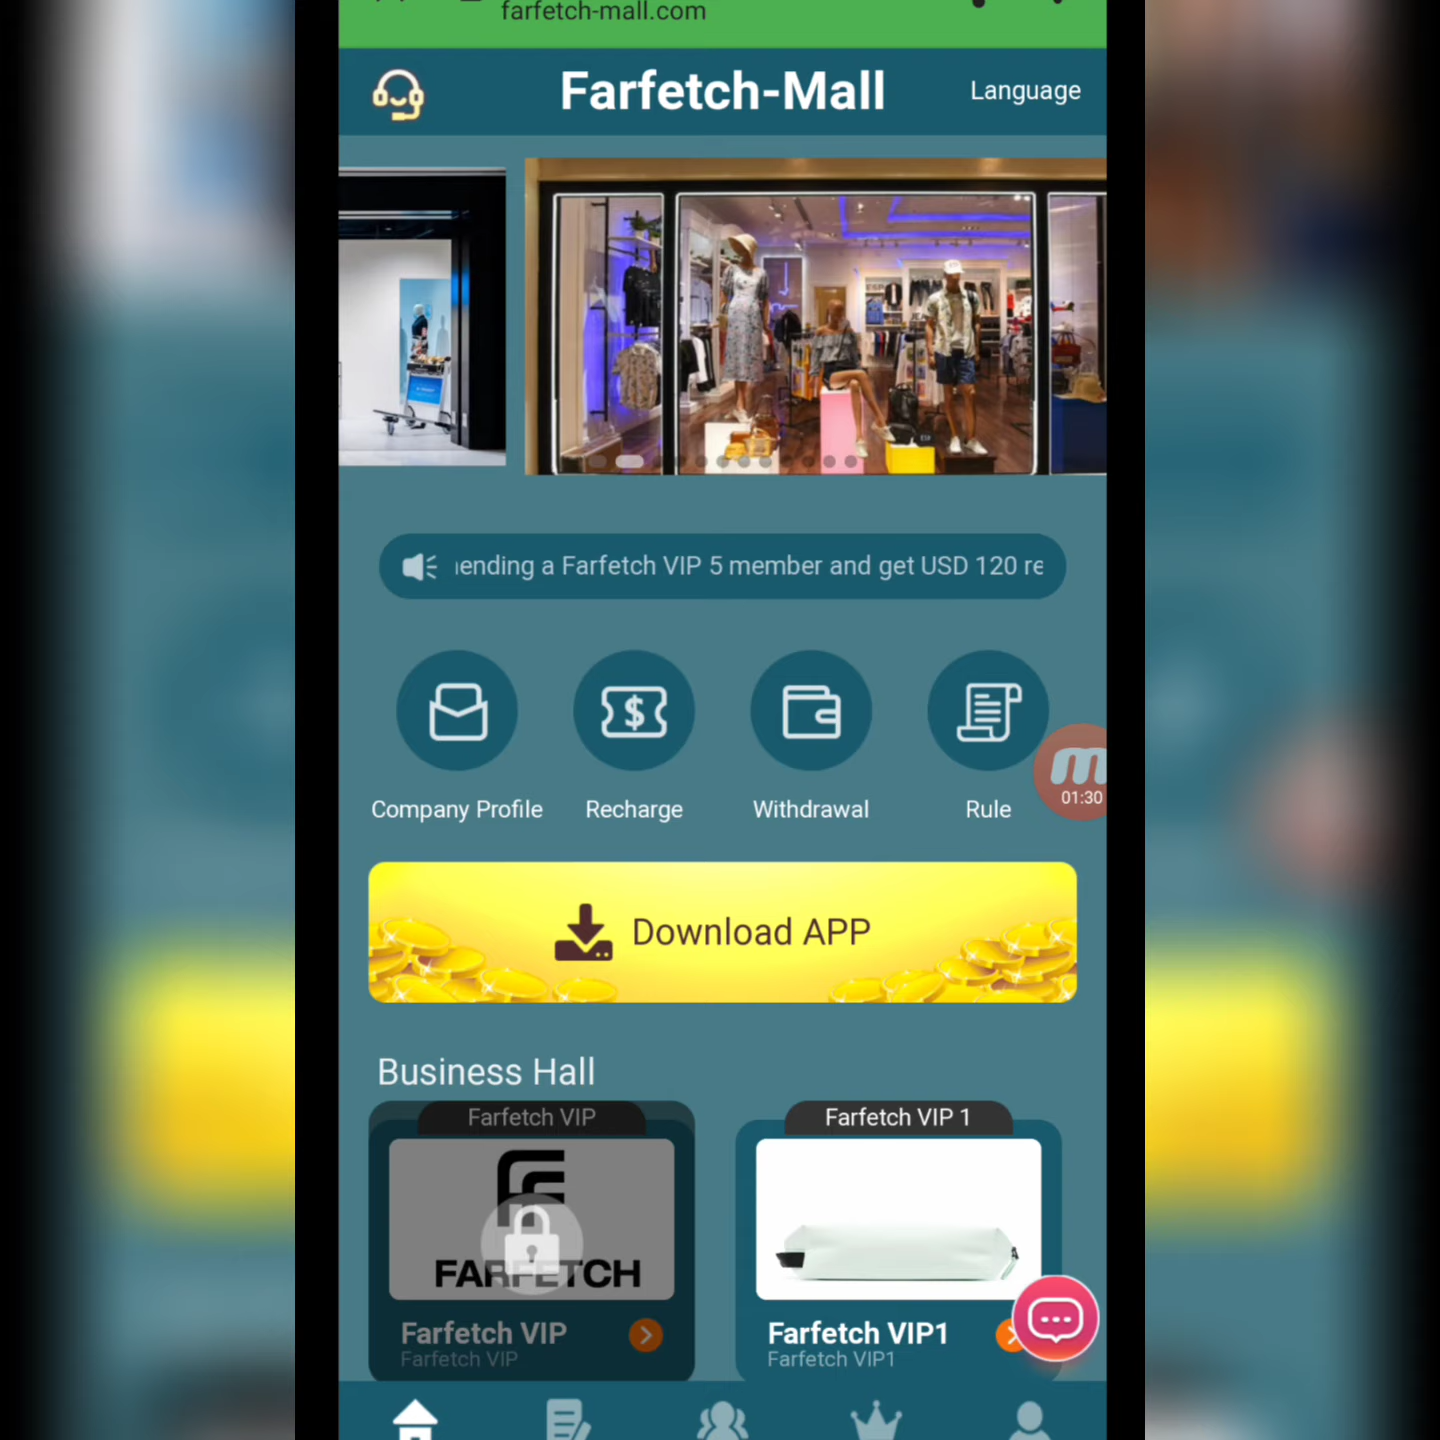 farfetch-mall.com
Farfetch-Mall
Language
ending a Farfetch VIP 5 member and get USD 120 re
Company Profile
Recharge
Withdrawal
Rule
01:30
Download APP
Business Hall
Farfetch VIP
Farfetch VIP 1
FARFETCH
Farfetch VIP
Farfetch VIP1
Farfetch VIP
Farfetch VIP1